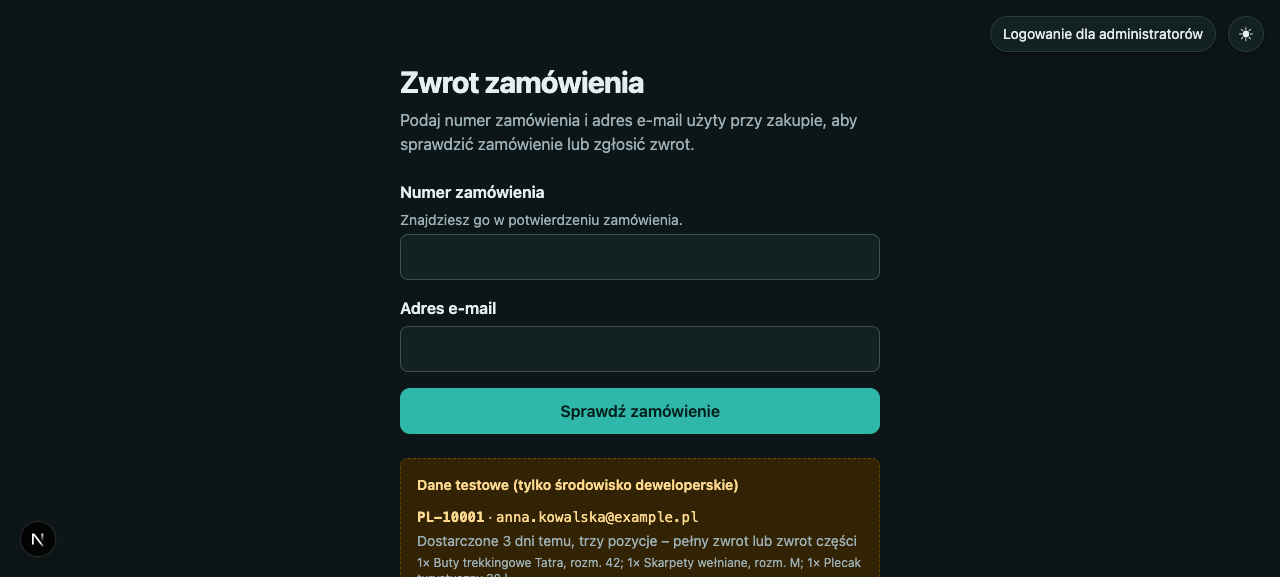 Logowanie dla administratorów
Zwrot zamówienia
Podaj numer zamówienia i adres e-mail użyty przy zakupie, aby
sprawdzić zamówienie lub zgłosić zwrot.
Numer zamówienia
Znajdziesz go w potwierdzeniu zamówienia.
Adres e-mail
Sprawdź zamówienie
Dane testowe (tylko środowisko deweloperskie)
PL-10001 · anna.kowalska@example.pl
Dostarczone 3 dni temu, trzy pozycje – pełny zwrot lub zwrot części
1× Buty trekkingowe Tatra, rozm. 42; 1× Skarpety wełniane, rozm. M; 1× Plecak
N